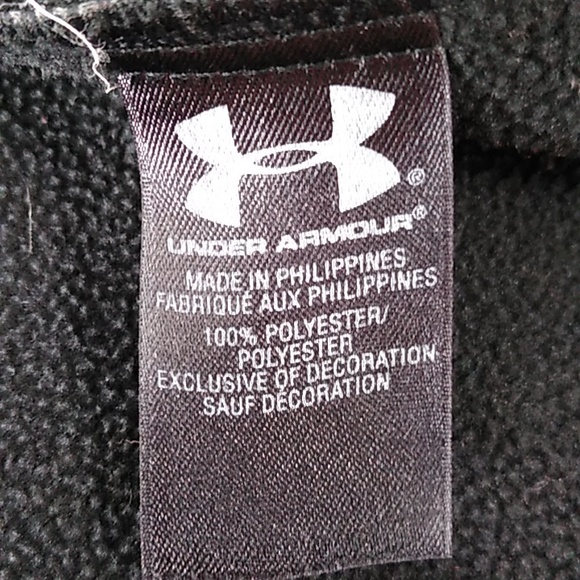 ®
UNDER ARMOUR®
MADE IN PHILIPPINES
FABRIQUÉ AUX PHILIPPINES
100% POLYESTER/
POLYESTER
EXCLUSIVE OF DECORATION
SAUF DÉCORATION